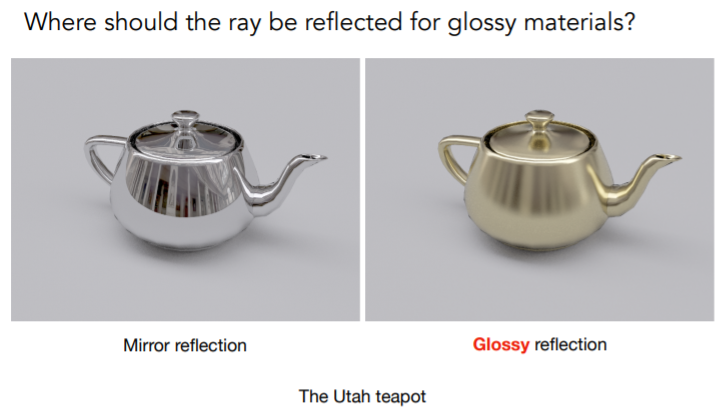 Where should the ray be reflected for glossy materials?
Mirror reflection
Glossy reflection
The Utah teapot